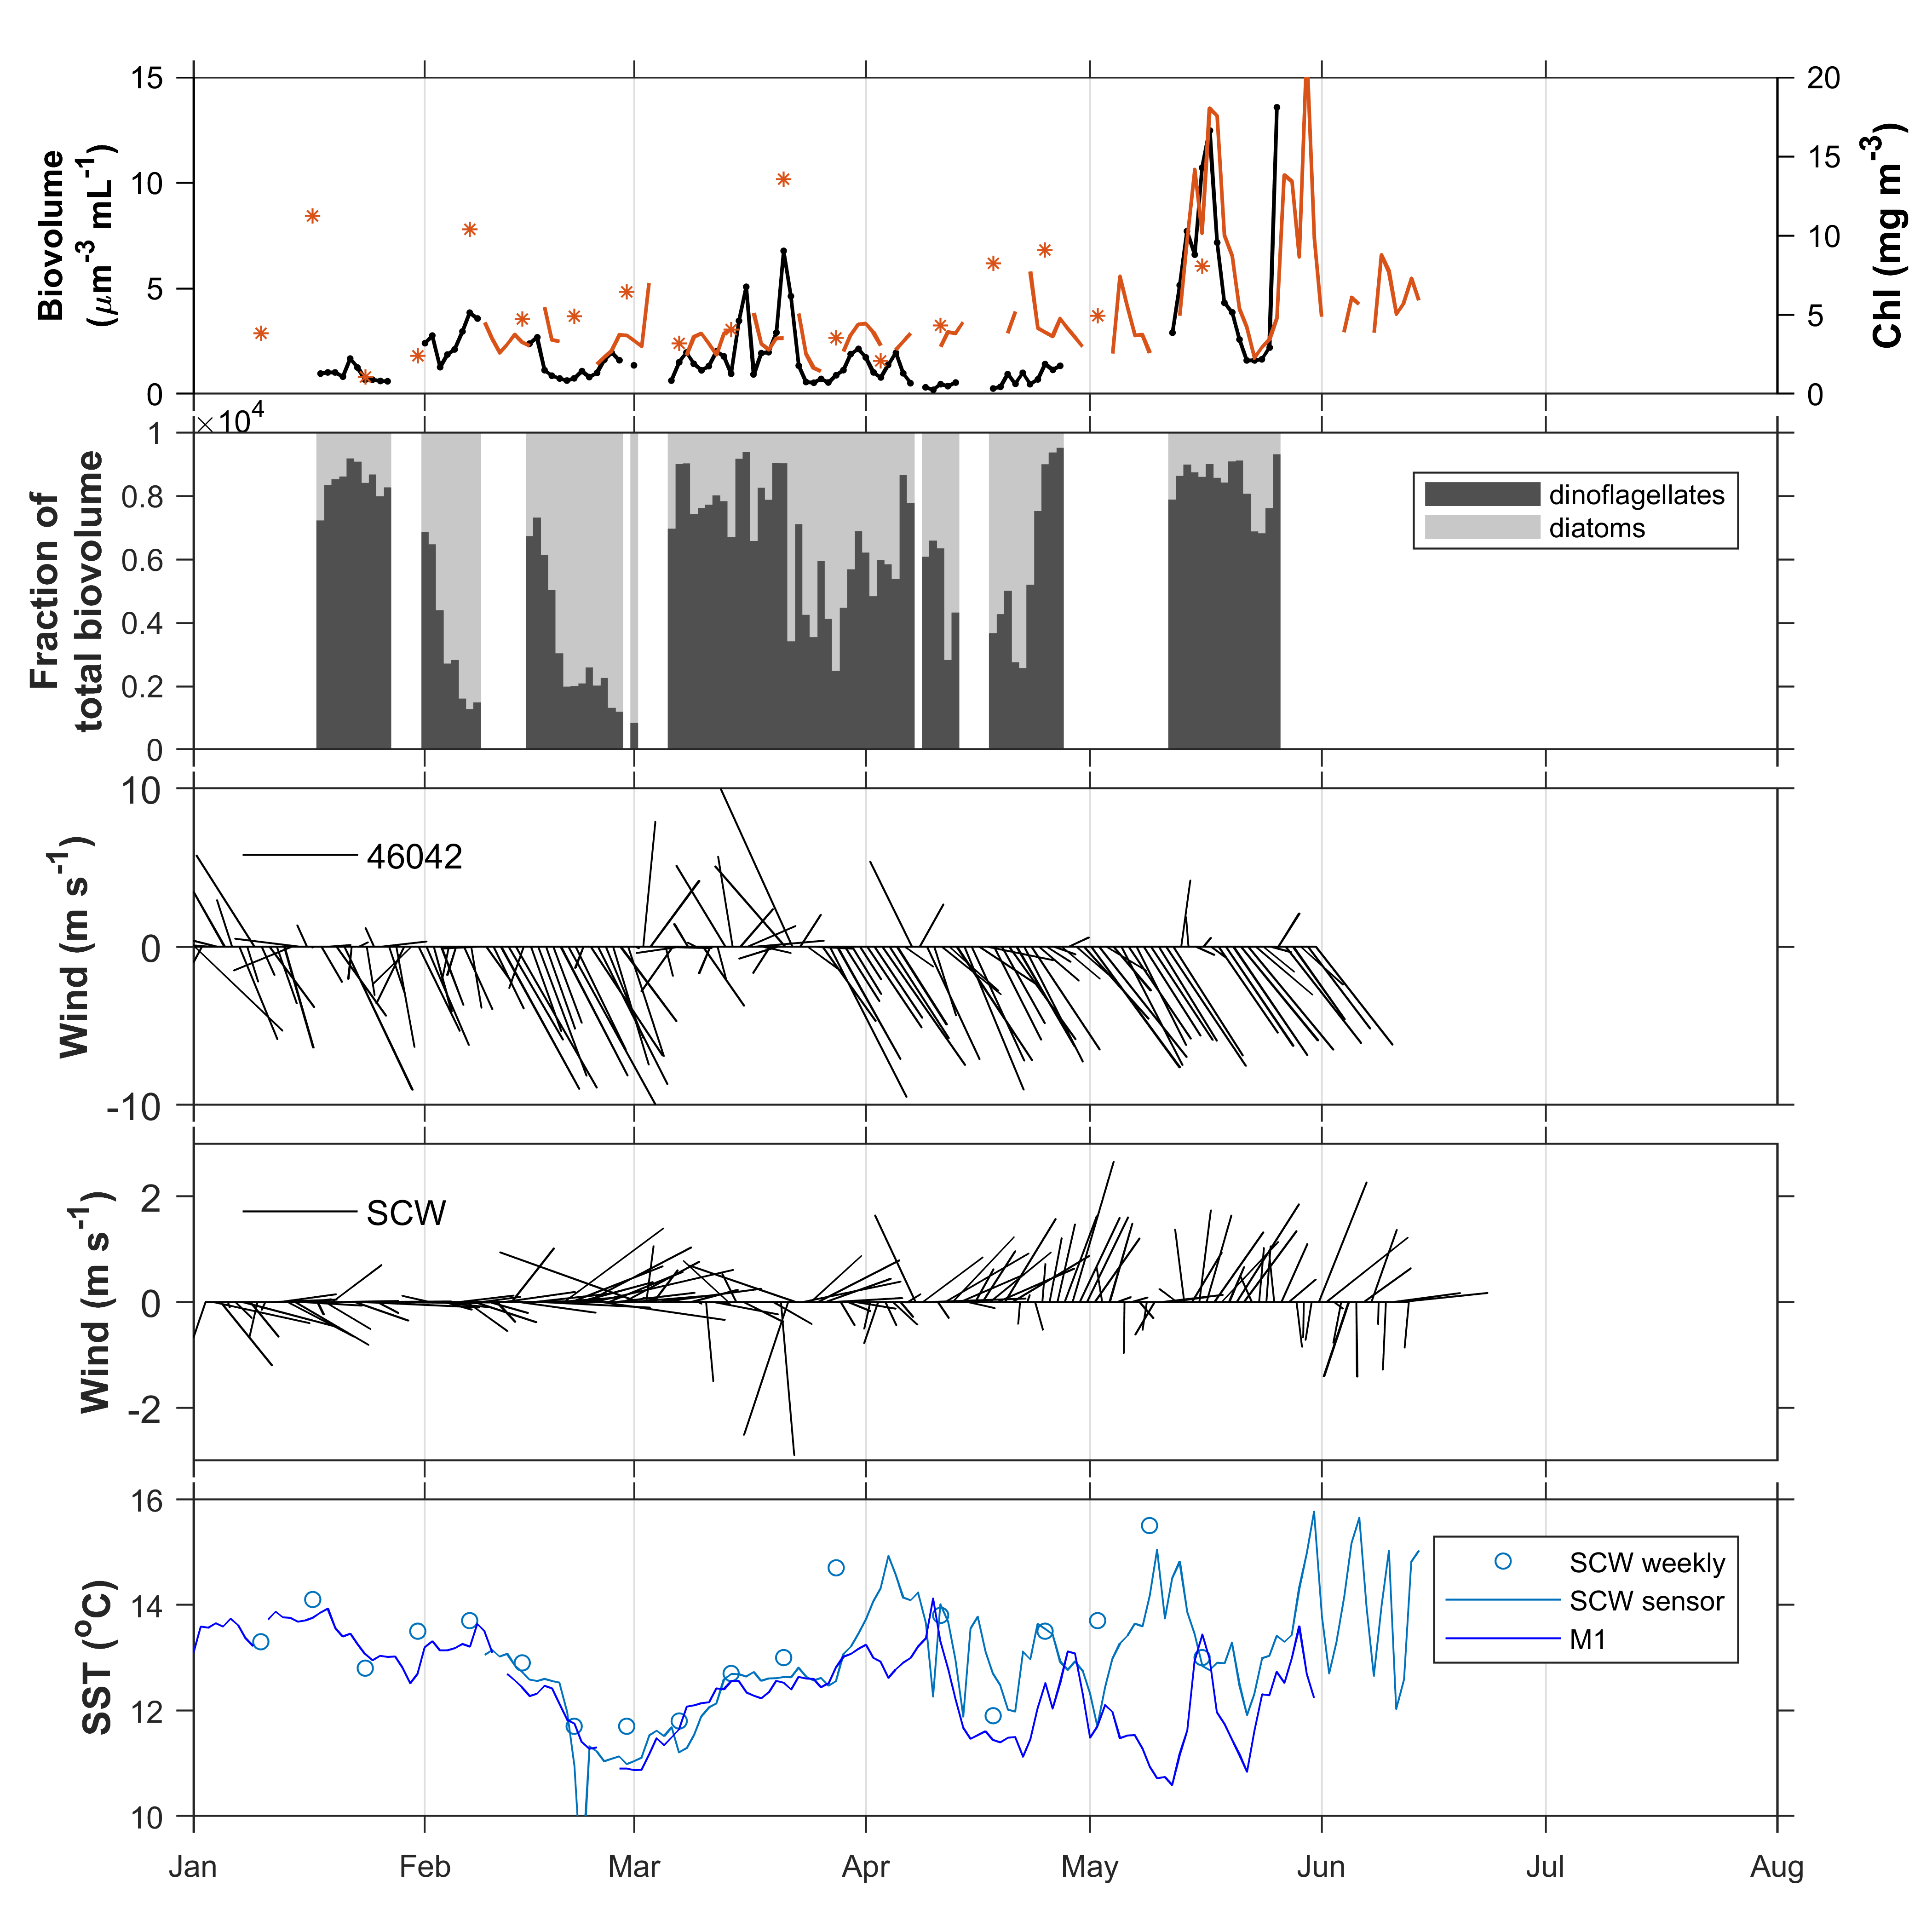 15
10
5
0
Biovolume
(μm⁻³ mL⁻¹)
20
15
10
5
0
Chl (mg m⁻³)
×10⁴
1
0.8
0.6
0.4
0.2
0
Fraction of
total biovolume
dinoflagellates
diatoms
10
0
-10
Wind (m s⁻¹)
46042
2
0
-2
Wind (m s⁻¹)
SCW
16
14
12
10
SST (°C)
SCW weekly
SCW sensor
M1
Jan Feb Mar Apr May Jun Jul Aug